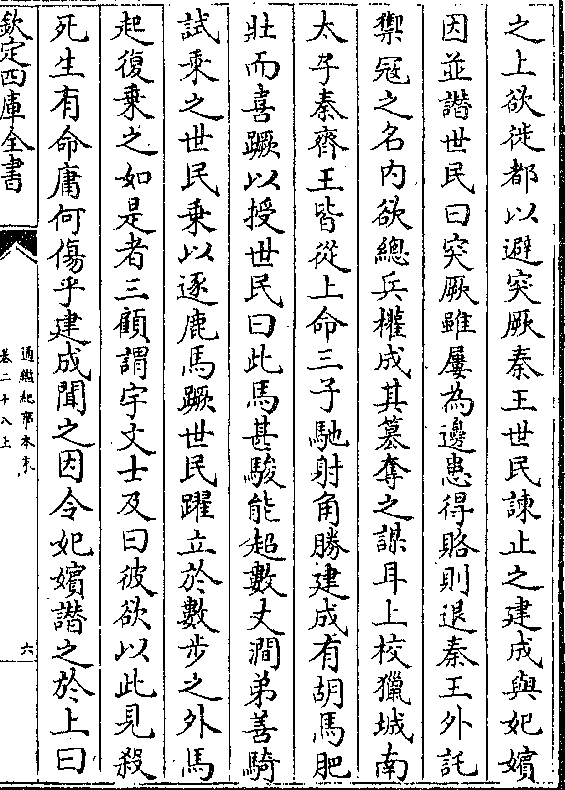 之上欲徙都以避突厥秦王世民諫止之建成與妃嬪
因並譖世民曰突厥雖屢為邊患得賂則退秦王外託
禦冦之名内欲總兵權成其簒奪之謀耳上校獵城南
太子秦齊王皆從上命三子馳射角勝建成有胡馬肥
壯而喜蹶以授世民曰此馬甚駿能超數丈澗弟善騎
試乗之世民乗以逐鹿馬蹶世民躍立於數步之外馬
起復乗之如是者三顧謂宇文士及曰彼欲以此見殺
死生有命庸何傷乎建成聞之因令妃嬪譖之於上曰
欽定四庫全書
通鑑紀事本末
卷二十八上
六